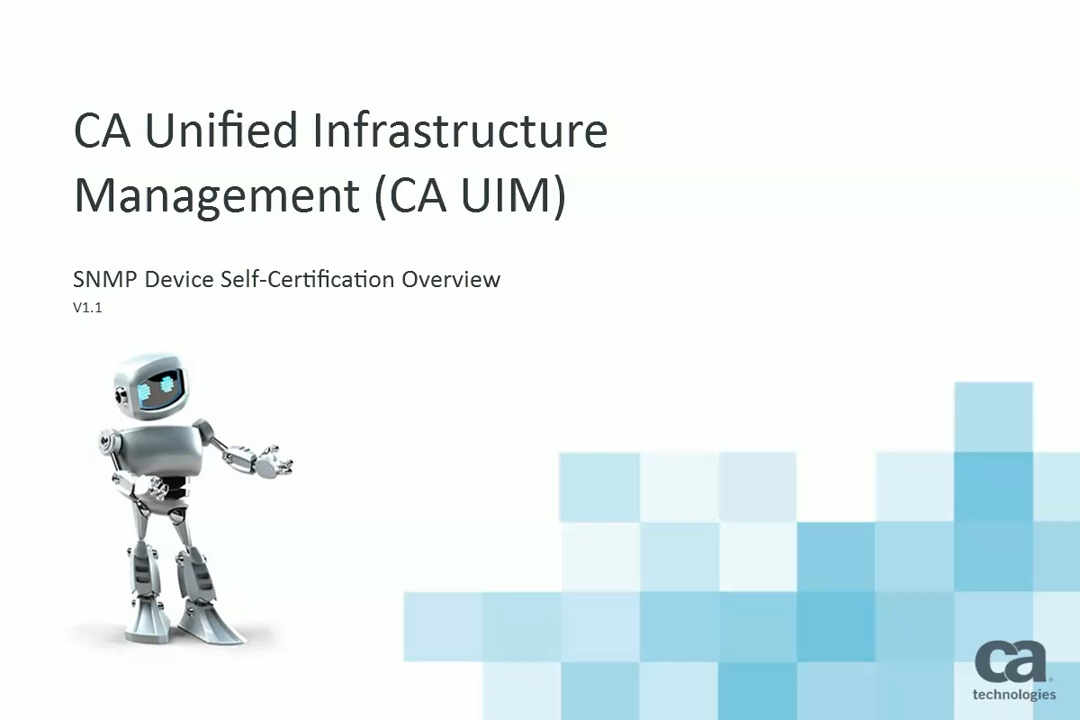 CA Unified Infrastructure
Management (CA UIM)
SNMP Device Self-Certification Overview
V1.1
ca
technologies